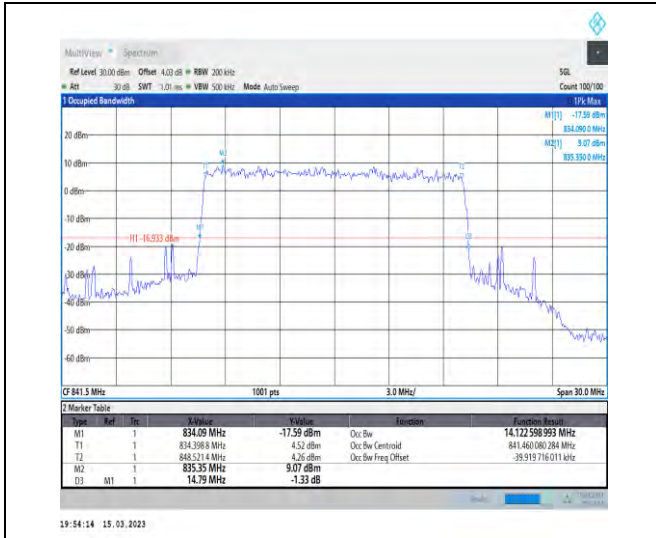 MultiView Spectrum
Ref Level 30.00 dBm Offset 4.03 dB RBW 200 kHz SGL
Att 30 dB SWT 1.01 ms VBW 500 kHz Mode Auto Sweep Count 100/100
1 Occupied Bandwidth 1Pk Max
M1[1] -17.59 dBm
834.090 0 MHz
M2[1] 9.07 dBm
835.350 0 MHz
20 dBm
M2
T1 T2
10 dBm
0 dBm
-10 dBm
M1
H1 -16.933 dBm
D3
-20 dBm
-30 dBm
-40 dBm
-50 dBm
-60 dBm
CF 841.5 MHz 1001 pts 3.0 MHz/ Span 30.0 MHz
2 Marker Table
Type Ref Trc X-Value Y-Value Function Function Result
M1 1 834.09 MHz -17.59 dBm Occ Bw 14.122 598 993 MHz
T1 1 834.398 8 MHz 4.52 dBm Occ Bw Centroid 841.460 080 284 MHz
T2 1 848.521 4 MHz 4.26 dBm Occ Bw Freq Offset -39.919 716 011 kHz
M2 1 835.35 MHz 9.07 dBm
D3 M1 1 14.79 MHz -1.33 dB
19:54:14 15.03.2023